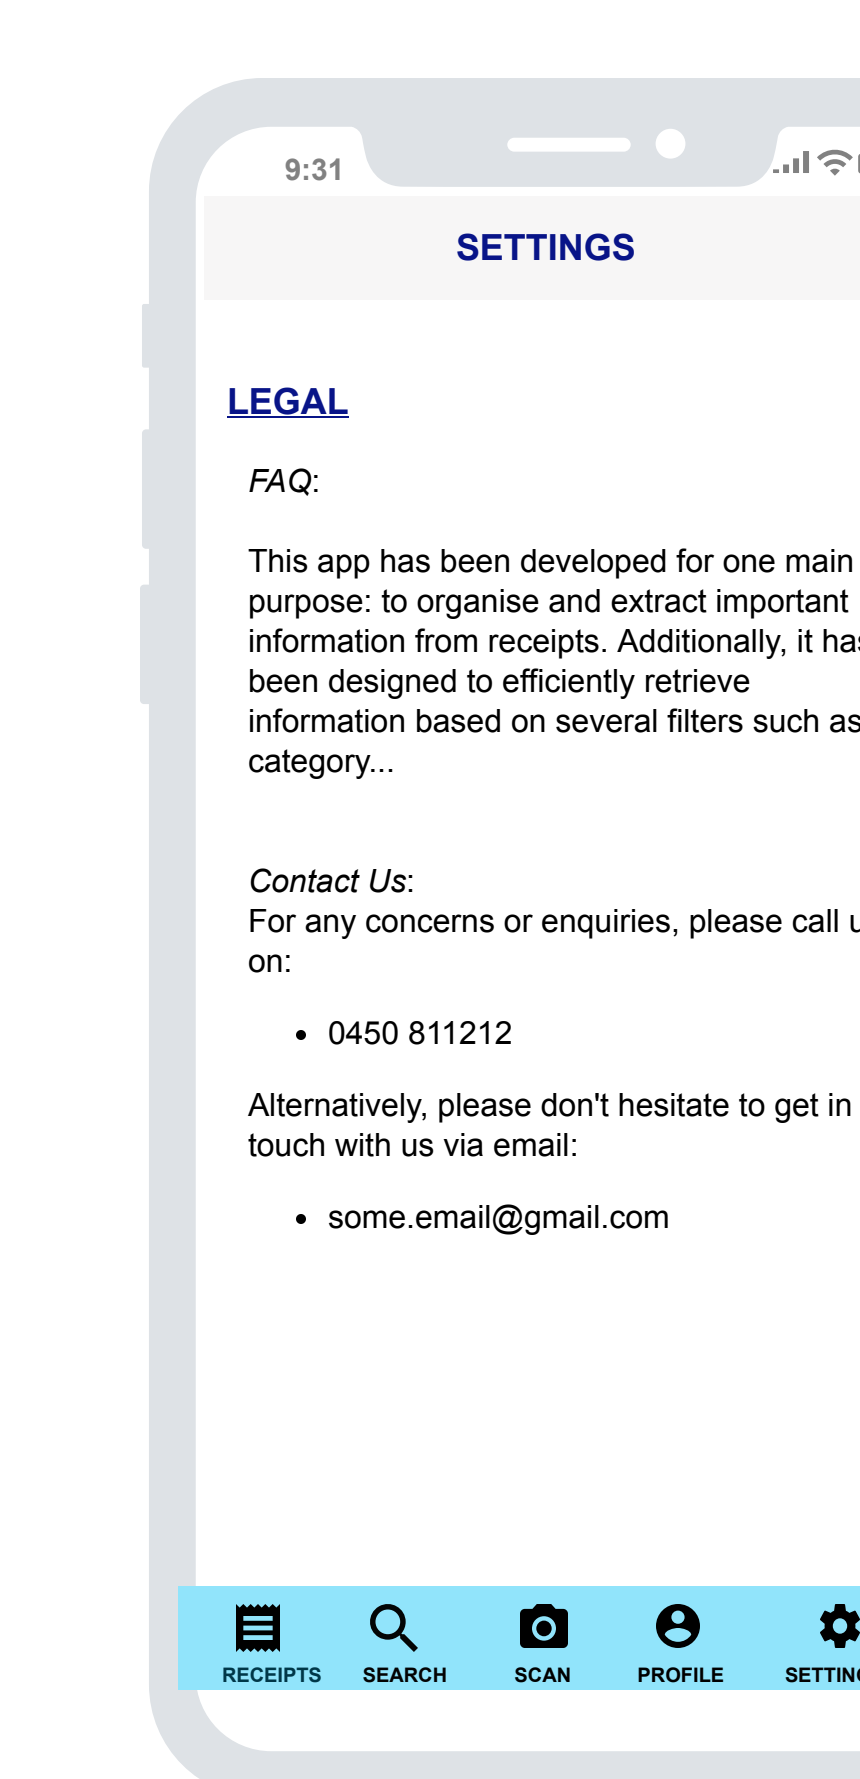 9:31
SETTINGS
LEGAL
FAQ:
This app has been developed for one main
purpose: to organise and extract important
information from receipts. Additionally, it has
been designed to efficiently retrieve
information based on several filters such as
category...
Contact Us:
For any concerns or enquiries, please call u
on:
• 0450 811212
Alternatively, please don't hesitate to get in
touch with us via email:
• some.email@gmail.com
RECEIPTS SEARCH SCAN PROFILE SETTIN